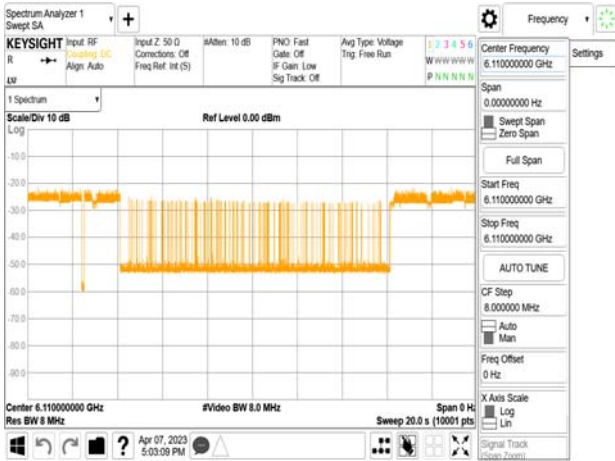 Spectrum Analyzer 1
Swept SA
+
Frequency
KEYSIGHT
R
Input: RF
Coupling: DC
Align: Auto
Input Z: 50 Ω
Corrections: Off
Freq Ref: Int (S)
#Atten: 10 dB
PNO: Fast
Gate: Off
IF Gain: Low
Sig Track: Off
Avg Type: Voltage
Trig: Free Run
1 2 3 4 5 6
W W W W W W
P N N N N N
1 Spectrum
Scale/Div 10 dB
Ref Level 0.00 dBm
Log
-10.0
-20.0
-30.0
-40.0
-50.0
-60.0
-70.0
-80.0
-90.0
Center 6.110000000 GHz
Res BW 8 MHz
#Video BW 8.0 MHz
Span 0 Hz
Sweep 20.0 s (10001 pts
Apr 07, 2023
5:03:09 PM
Center Frequency
6.110000000 GHz
Settings
Span
0.00000000 Hz
Swept Span
Zero Span
Full Span
Start Freq
6.110000000 GHz
Stop Freq
6.110000000 GHz
AUTO TUNE
CF Step
8.000000 MHz
Auto
Man
Freq Offset
0 Hz
X Axis Scale
Log
Lin
Signal Track
(Span Zoom)